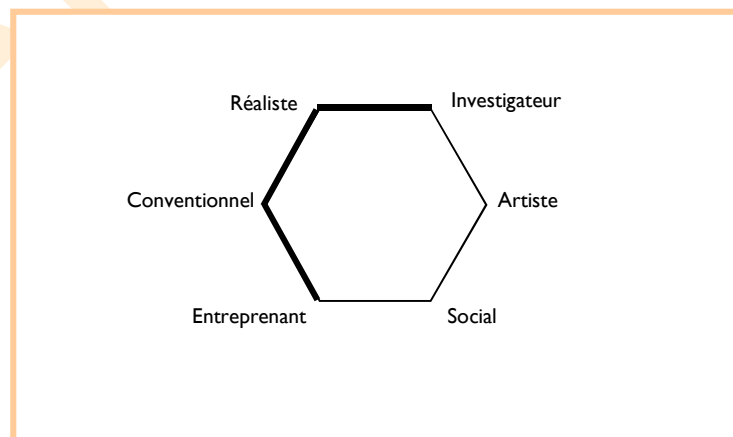 Réaliste
Investigateur
Conventionnel
Artiste
Entreprenant
Social